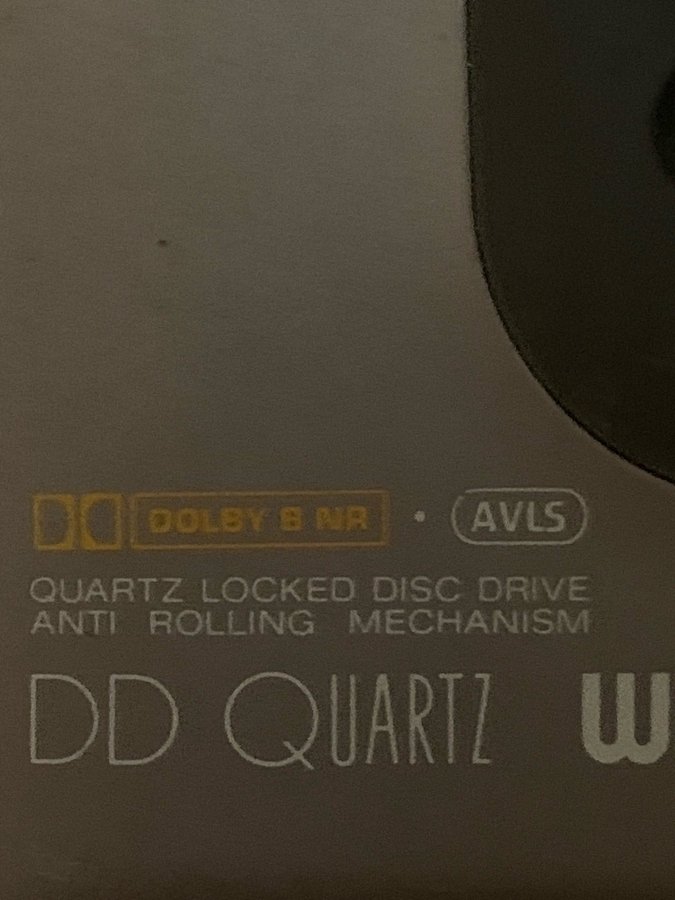 DOLBY B NR · AVLS
QUARTZ LOCKED DISC DRIVE
ANTI ROLLING MECHANISM
DD QUARTZ W